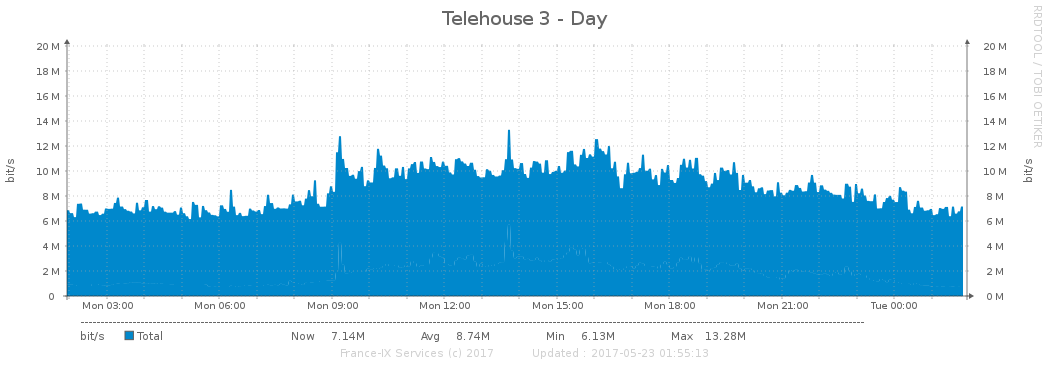 Telehouse 3 - Day
RRDTOOL / TOBI OETIKER
bit/s
20 M 20 M
18 M 18 M
16 M 16 M
14 M 14 M
12 M 12 M
10 M 10 M
8 M 8 M
6 M 6 M
4 M 4 M
2 M 2 M
0 0 M
bit/s
Mon 03:00 Mon 06:00 Mon 09:00 Mon 12:00 Mon 15:00 Mon 18:00 Mon 21:00 Tue 00:00
bit/s Total Now 7.14M Avg 8.74M Min 6.13M Max 13.28M
France-IX Services (c) 2017 Updated : 2017-05-23 01:55:13